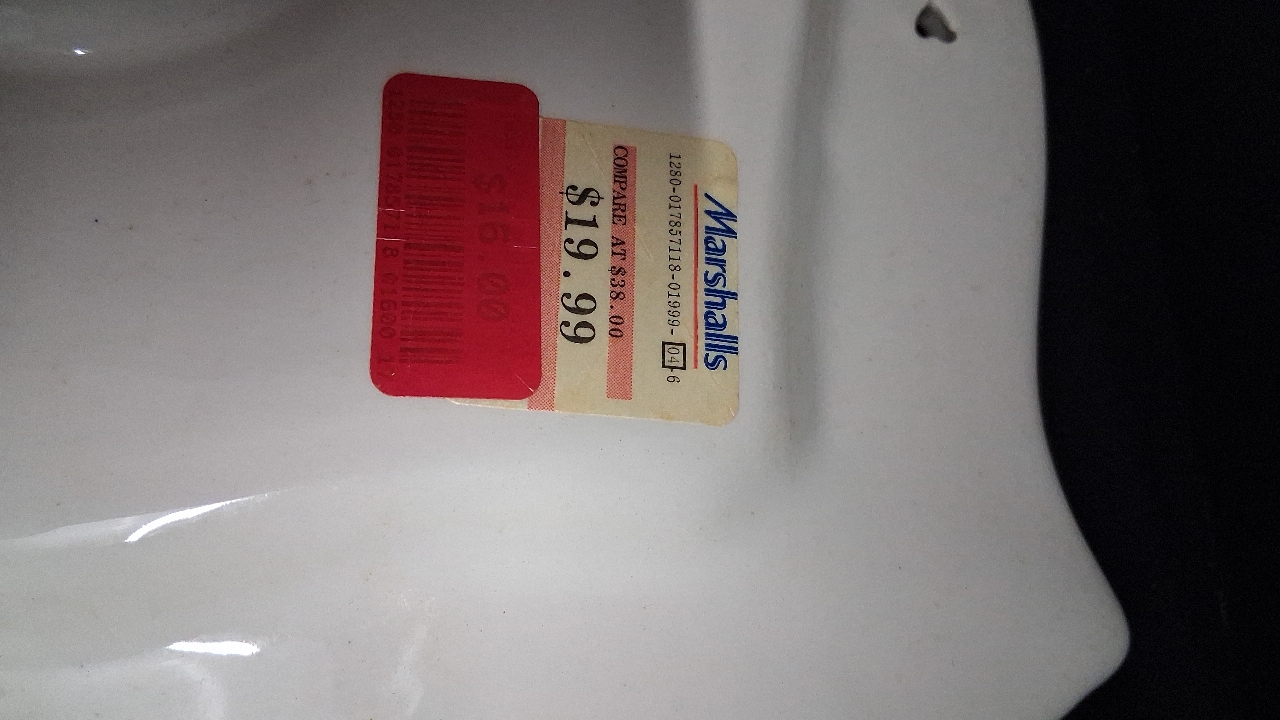 Marshalls
1280-017857118-01999-04-6
COMPARE AT $38.00
$19.99
$16.00